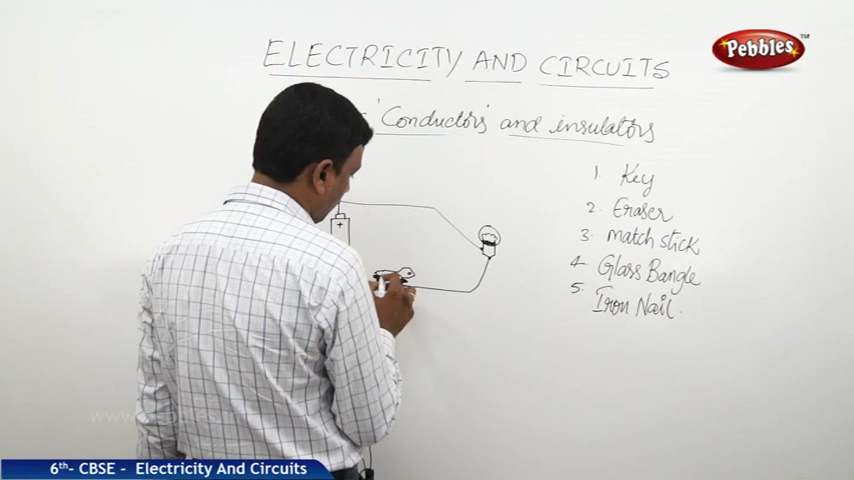 ELECTRICITY AND CIRCUITS
Pebbles™
'Conductors' and insulators
1. Key
2. Eraser
3. match stick
4. Glass Bangle
5. Iron Nail.
+
6th- CBSE - Electricity And Circuits